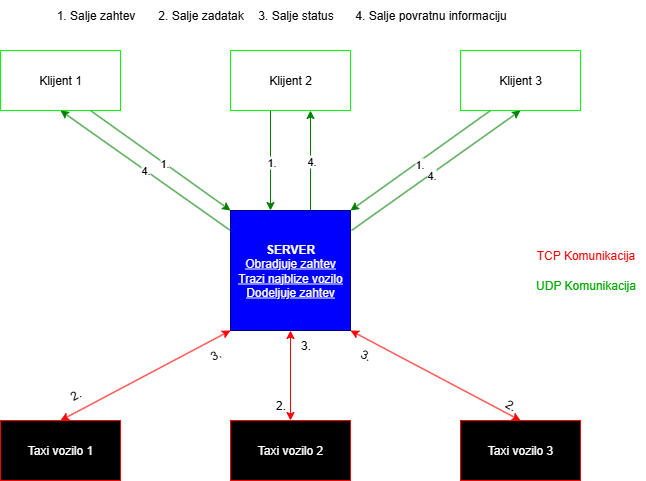 1. Salje zahtev 2. Salje zadatak 3. Salje status 4. Salje povratnu informaciju
Klijent 1
Klijent 2
Klijent 3
1.
4.
1.
4.
1.
4.
SERVER
Obradjuje zahtev
Trazi najblize vozilo
Dodeljuje zahtev
TCP Komunikacija
UDP Komunikacija
3.
3.
3.
2.
2.
2.
Taxi vozilo 1
Taxi vozilo 2
Taxi vozilo 3